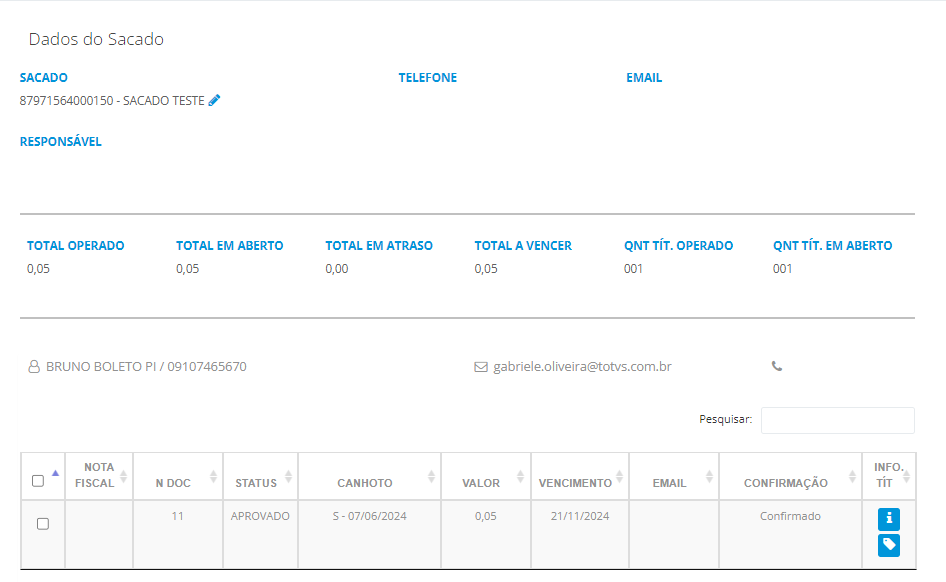 Dados do Sacado
SACADO TELEFONE EMAIL
87971564000150 - SACADO TESTE
RESPONSÁVEL
TOTAL OPERADO TOTAL EM ABERTO TOTAL EM ATRASO TOTAL A VENCER QNT TÍT. OPERADO QNT TÍT. EM ABERTO
0,05 0,05 0,00 0,05 001 001
BRUNO BOLETO PI / 09107465670 gabriele.oliveira@totvs.com.br
Pesquisar:
NOTA FISCAL N DOC STATUS CANHOTO VALOR VENCIMENTO EMAIL CONFIRMAÇÃO INFO. TÍT
11 APROVADO S - 07/06/2024 0,05 21/11/2024 Confirmado